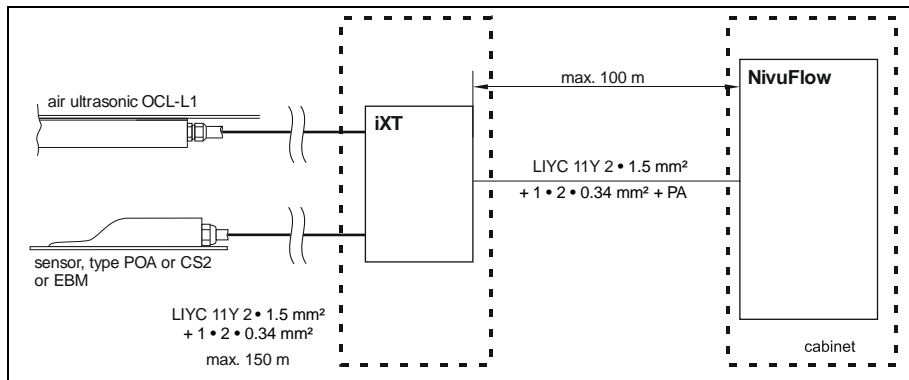 air ultrasonic OCL-L1
sensor, type POA or CS2
or EBM
LIYC 11Y 2 • 1.5 mm²
+ 1 • 2 • 0.34 mm²
max. 150 m
iXT
max. 100 m
LIYC 11Y 2 • 1.5 mm²
+ 1 • 2 • 0.34 mm² + PA
NivuFlow
cabinet